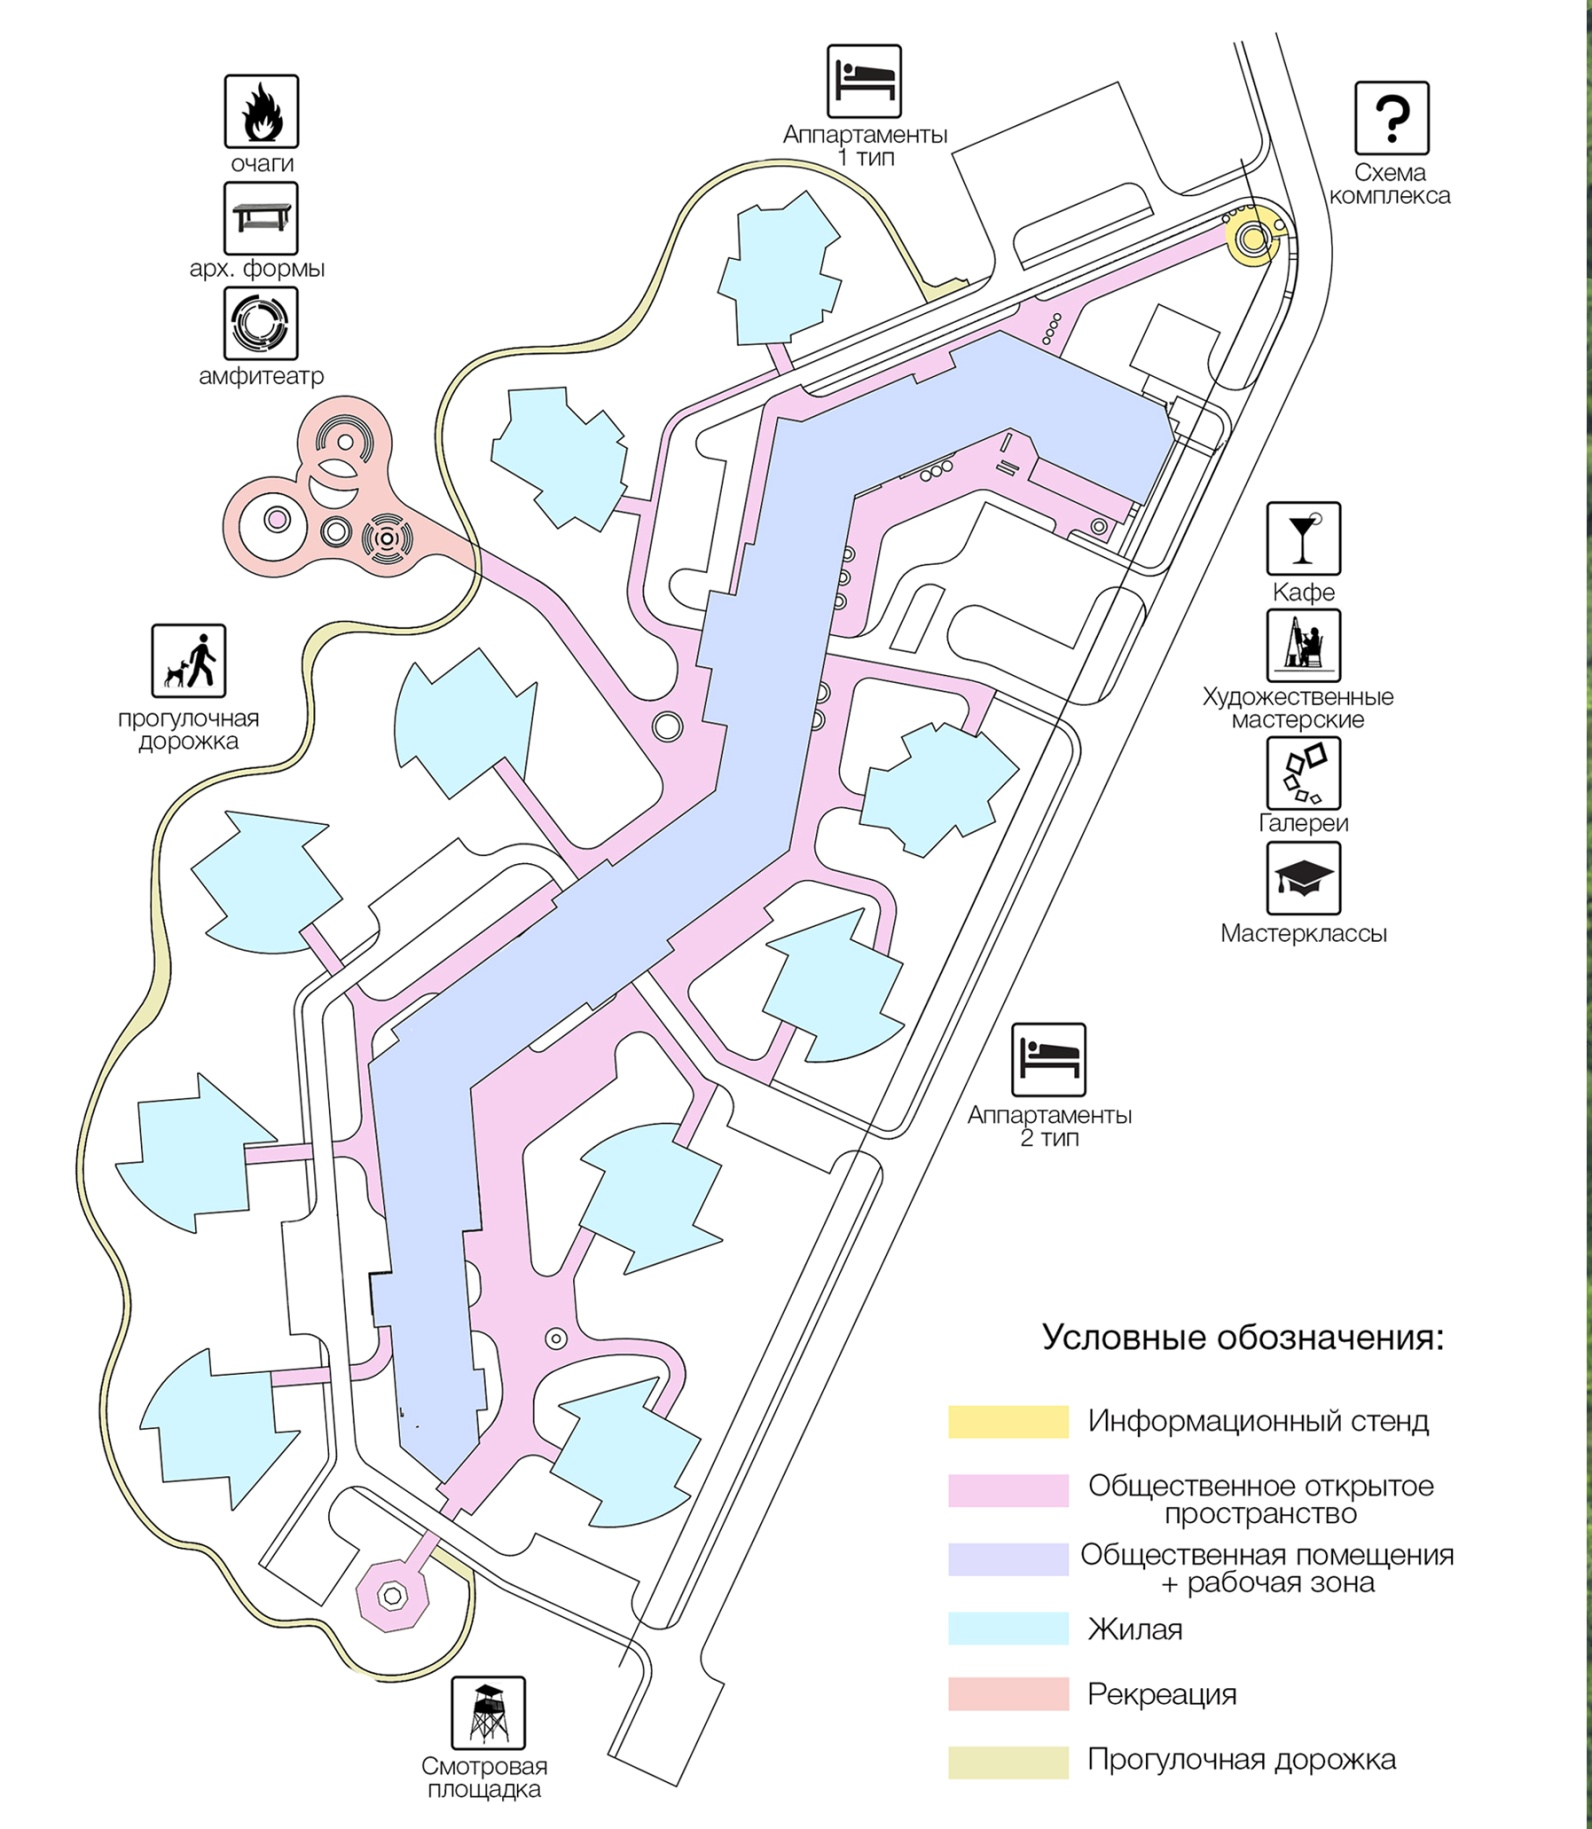 Аппартаменты
1 тип
очаги
арх. формы
амфитеатр
?
Схема
комплекса
Кафе
Художественные
мастерские
Галереи
Мастерклассы
прогулочная
дорожка
Аппартаменты
2 тип
Смотровая
площадка
Условные обозначения:
Информационный стенд
Общественное открытое
пространство
Общественная помещения
+ рабочая зона
Жилая
Рекреация
Прогулочная дорожка